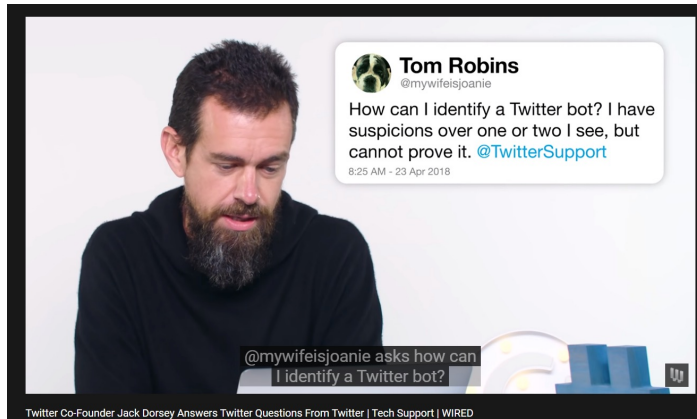 Tom Robins
@mywifeisjoanie
How can I identify a Twitter bot? I have
suspicions over one or two I see, but
cannot prove it. @TwitterSupport
8:25 AM - 23 Apr 2018
@mywifeisjoanie asks how can
I identify a Twitter bot?
W
Twitter Co-Founder Jack Dorsey Answers Twitter Questions From Twitter | Tech Support | WIRED